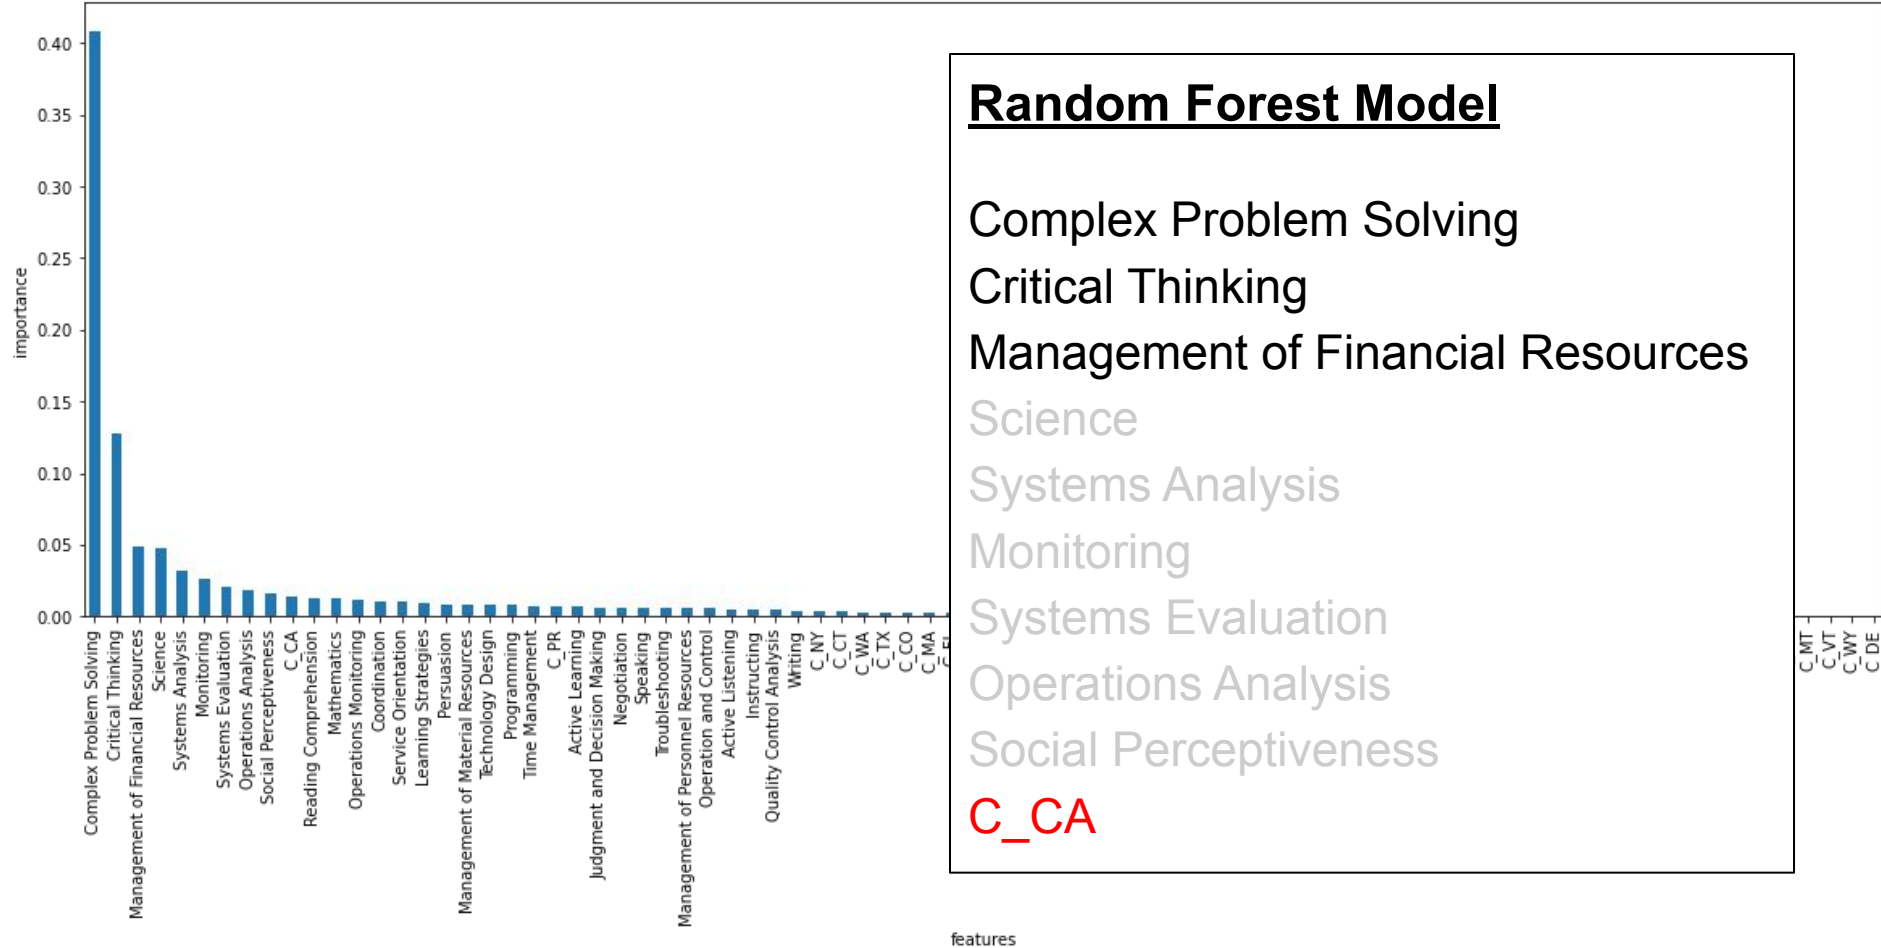 0.40
0.35
0.30
0.25
0.20
0.15
0.10
0.05
0.00
importance
Random Forest Model
Complex Problem Solving
Critical Thinking
Management of Financial Resources
Science
Systems Analysis
Monitoring
Systems Evaluation
Operations Analysis
Social Perceptiveness
C_CA
Complex Problem Solving
Critical Thinking
Management of Financial Resources
Science
Systems Analysis
Monitoring
Systems Evaluation
Operations Analysis
Social Perceptiveness
C_CA
Reading Comprehension
Mathematics
Operations Monitoring
Coordination
Service Orientation
Learning Strategies
Persuasion
Management of Material Resources
Technology Design
Programming
Time Management
C_PR
Active Learning
Judgment and Decision Making
Negotiation
Speaking
Troubleshooting
Management of Personnel Resources
Operation and Control
Active Listening
Instructing
Quality Control Analysis
Writing
C_NY
C_CT
C_WA
C_TX
C_CO
C_MA
C_MT
C_VT
C_WY
C_DE
features